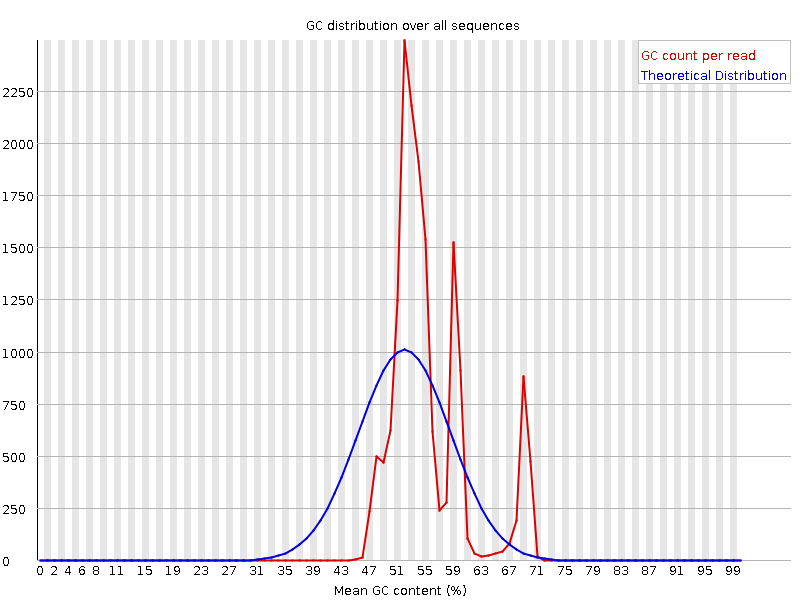 GC distribution over all sequences
GC count per read
Theoretical Distribution
2250
2000
1750
1500
1250
1000
750
500
250
0
0 2 4 6 8 11 15 19 23 27 31 35 39 43 47 51 55 59 63 67 71 75 79 83 87 91 95 99
Mean GC content (%)